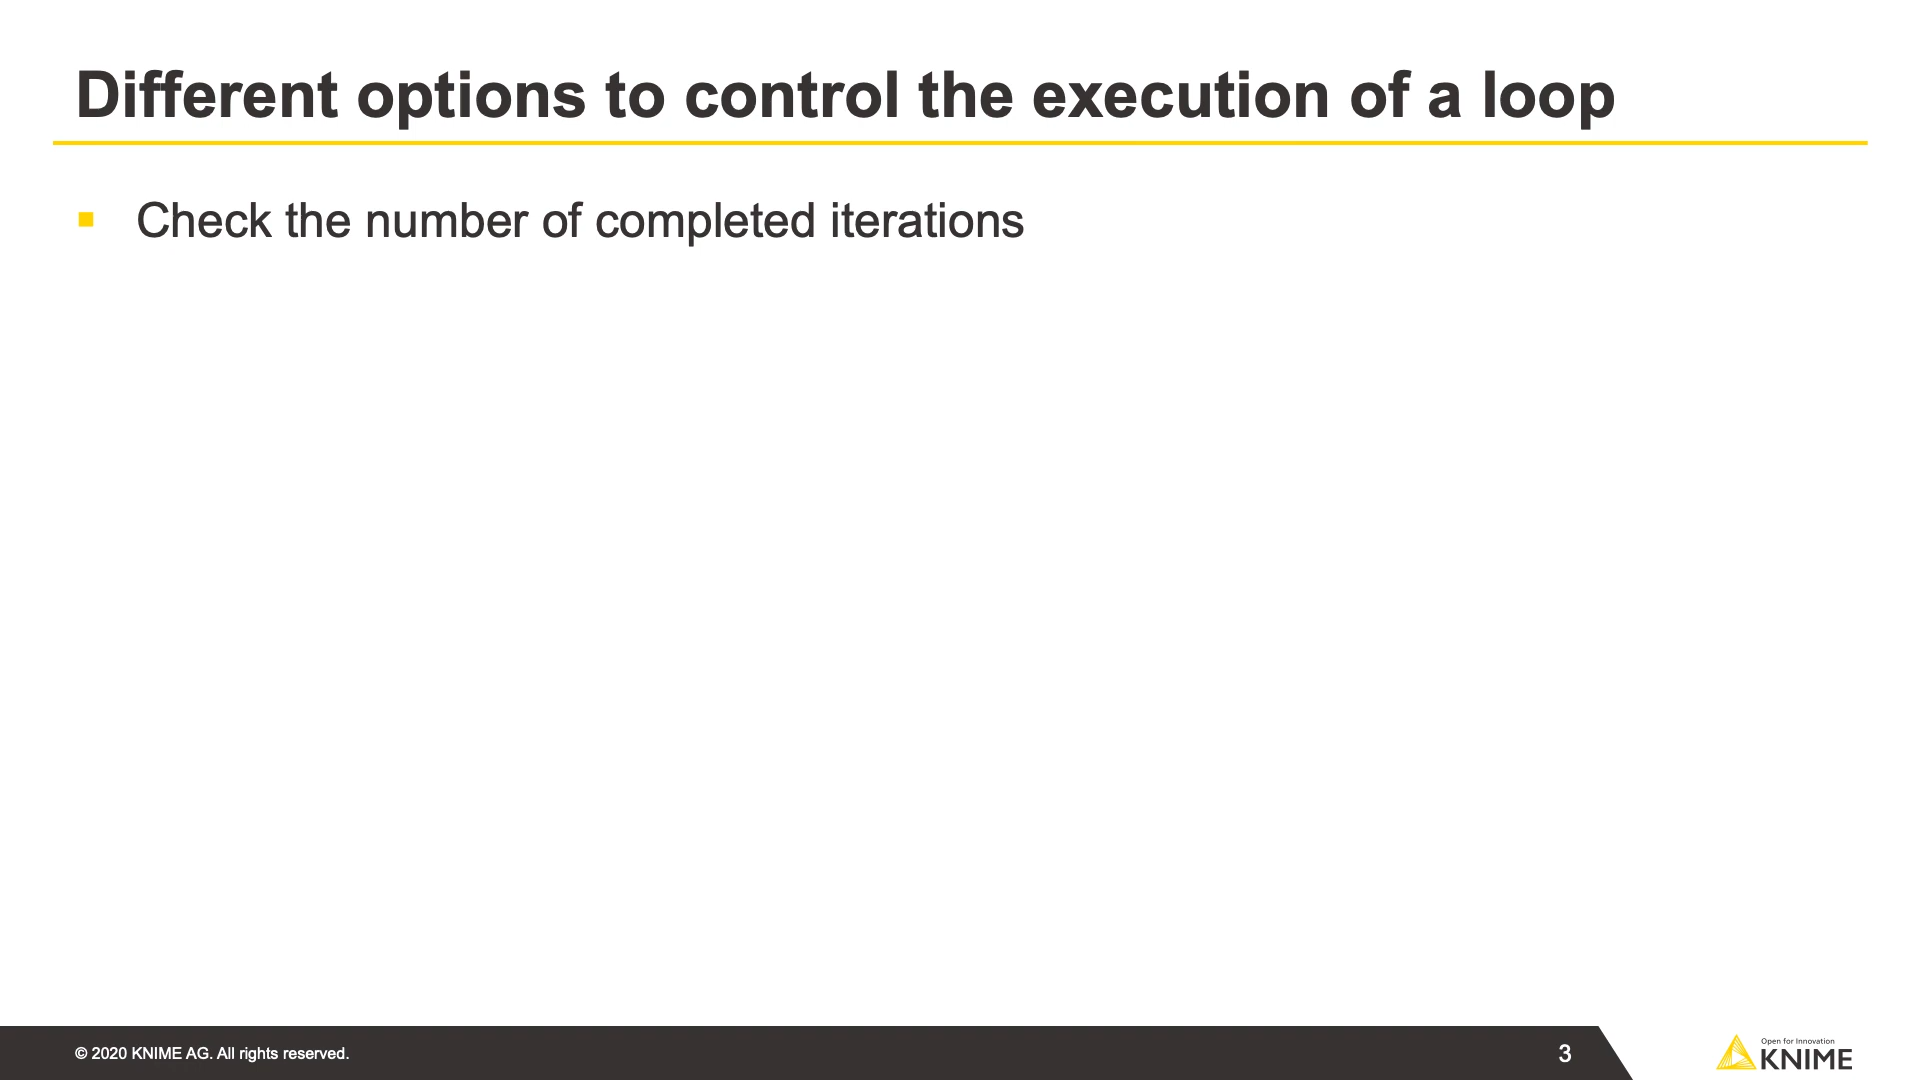 Different options to control the execution of a loop
Check the number of completed iterations
© 2020 KNIME AG. All rights reserved.
3
Open for Innovation
KNIME